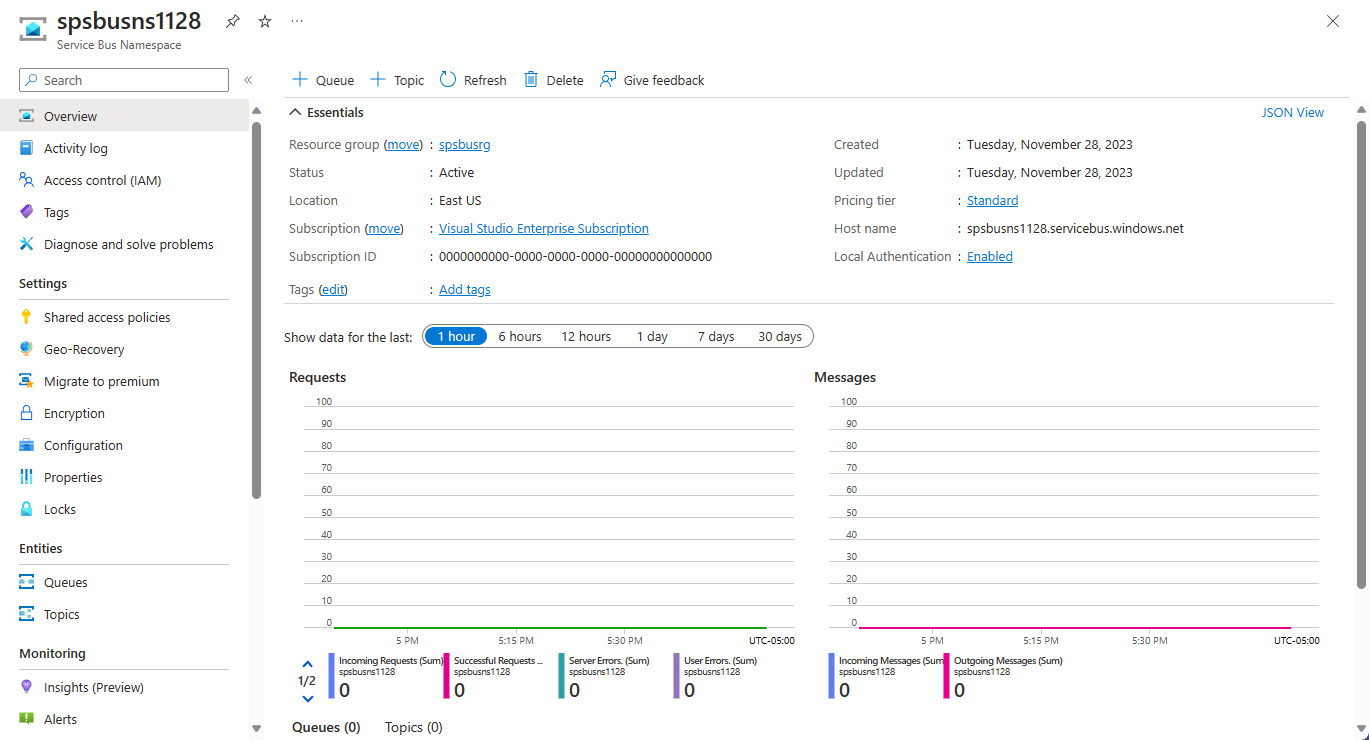 spsbusns1128
Service Bus Namespace
Search
Overview
Activity log
Access control (IAM)
Tags
Diagnose and solve problems
Settings
Shared access policies
Geo-Recovery
Migrate to premium
Encryption
Configuration
Properties
Locks
Entities
Queues
Topics
Monitoring
Insights (Preview)
Alerts
Queue Topic Refresh Delete Give feedback
Essentials JSON View
Resource group (move) : spsbusrg
Status : Active
Location : East US
Subscription (move) : Visual Studio Enterprise Subscription
Subscription ID : 0000000000-0000-0000-0000-00000000000000
Tags (edit) : Add tags
Created : Tuesday, November 28, 2023
Updated : Tuesday, November 28, 2023
Pricing tier : Standard
Host name : spsbusns1128.servicebus.windows.net
Local Authentication : Enabled
Show data for the last: 1 hour 6 hours 12 hours 1 day 7 days 30 days
Requests
100
90
80
70
60
50
40
30
20
10
0
5 PM 5:15 PM 5:30 PM UTC-05:00
1/2
Incoming Requests (Sum)
spsbusns1128
0
Successful Requests ...
spsbusns1128
0
Server Errors. (Sum)
spsbusns1128
0
User Errors. (Sum)
spsbusns1128
0
Messages
100
90
80
70
60
50
40
30
20
10
0
5 PM 5:15 PM 5:30 PM UTC-05:00
Incoming Messages (Sum)
spsbusns1128
0
Outgoing Messages (Sum)
spsbusns1128
0
Queues (0) Topics (0)